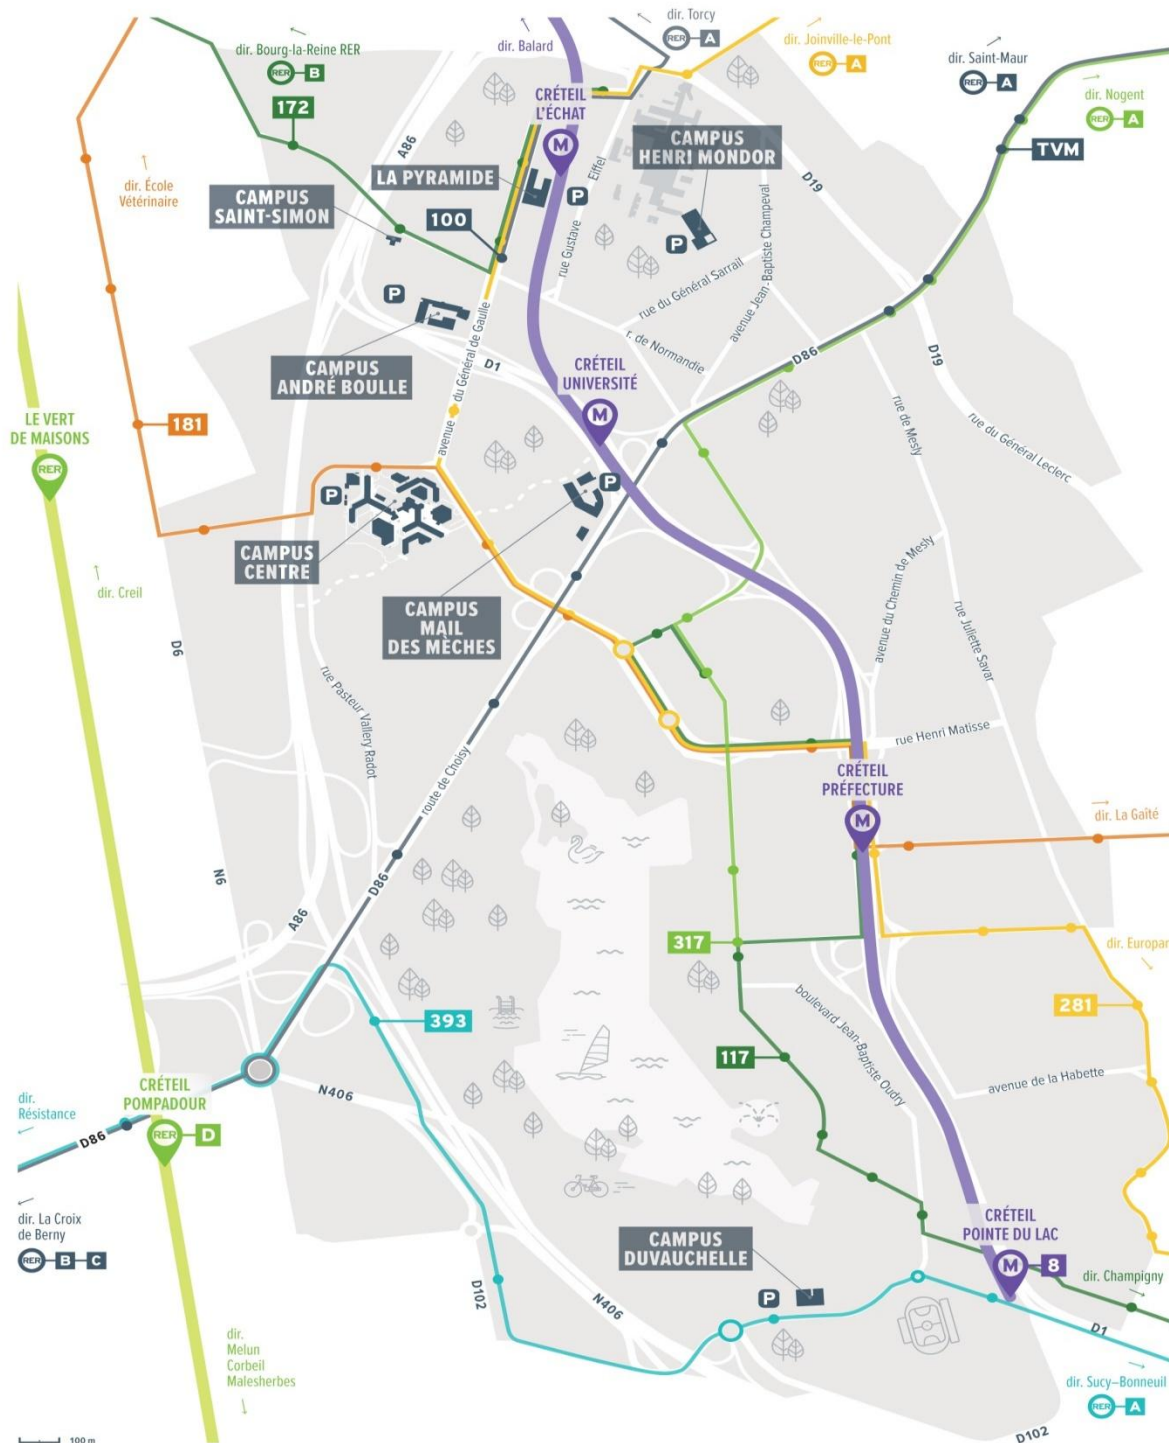 dir. Torcy
RER A
dir. Bourg-la-Reine RER
RER B
172
dir. Balard
dir. Joinville-le-Pont
RER A
dir. Saint-Maur
RER A
dir. Nogent
RER A
TVM
CRÉTEIL
L'ÉCHAT
M
A86
CAMPUS
HENRI MONDOR
D19
LA PYRAMIDE
P
rue Gustave Eiffel
dir. École
Vétérinaire
CAMPUS
SAINT-SIMON
100
P
avenue Jean-Baptiste Champeval
rue du Général Sarrail
P
r. de Normandie
avenue du Général de Gaulle
D1
D86
D19
CAMPUS
ANDRÉ BOULLE
CRÉTEIL
UNIVERSITÉ
M
LE VERT
DE MAISONS
RER
181
rue de Mesly
rue du Général Leclerc
P
P
CAMPUS
CENTRE
dir. Creil
CAMPUS
MAIL
DES MÈCHES
avenue du Chemin de Mesly
rue Juliette Savar
D6
rue Pasteur Vallery Radot
route de Choisy
rue Henri Matisse
CRÉTEIL
PRÉFECTURE
M
dir. La Gaîté
N6
D86
A86
317
dir. Europar
393
boulevard Jean-Baptiste Oudry
281
117
avenue de la Habette
CRÉTEIL
POMPADOUR
RER D
N406
dir.
Résistance
D86
dir. La Croix
de Berny
RER B C
CAMPUS
DUVAUCHELLE
CRÉTEIL
POINTE DU LAC
M 8
dir. Champigny
P
D102
N406
D1
dir.
Melun
Corbeil
Malesherbes
dir. Sucy–Bonneuil
RER A
D102
100 m